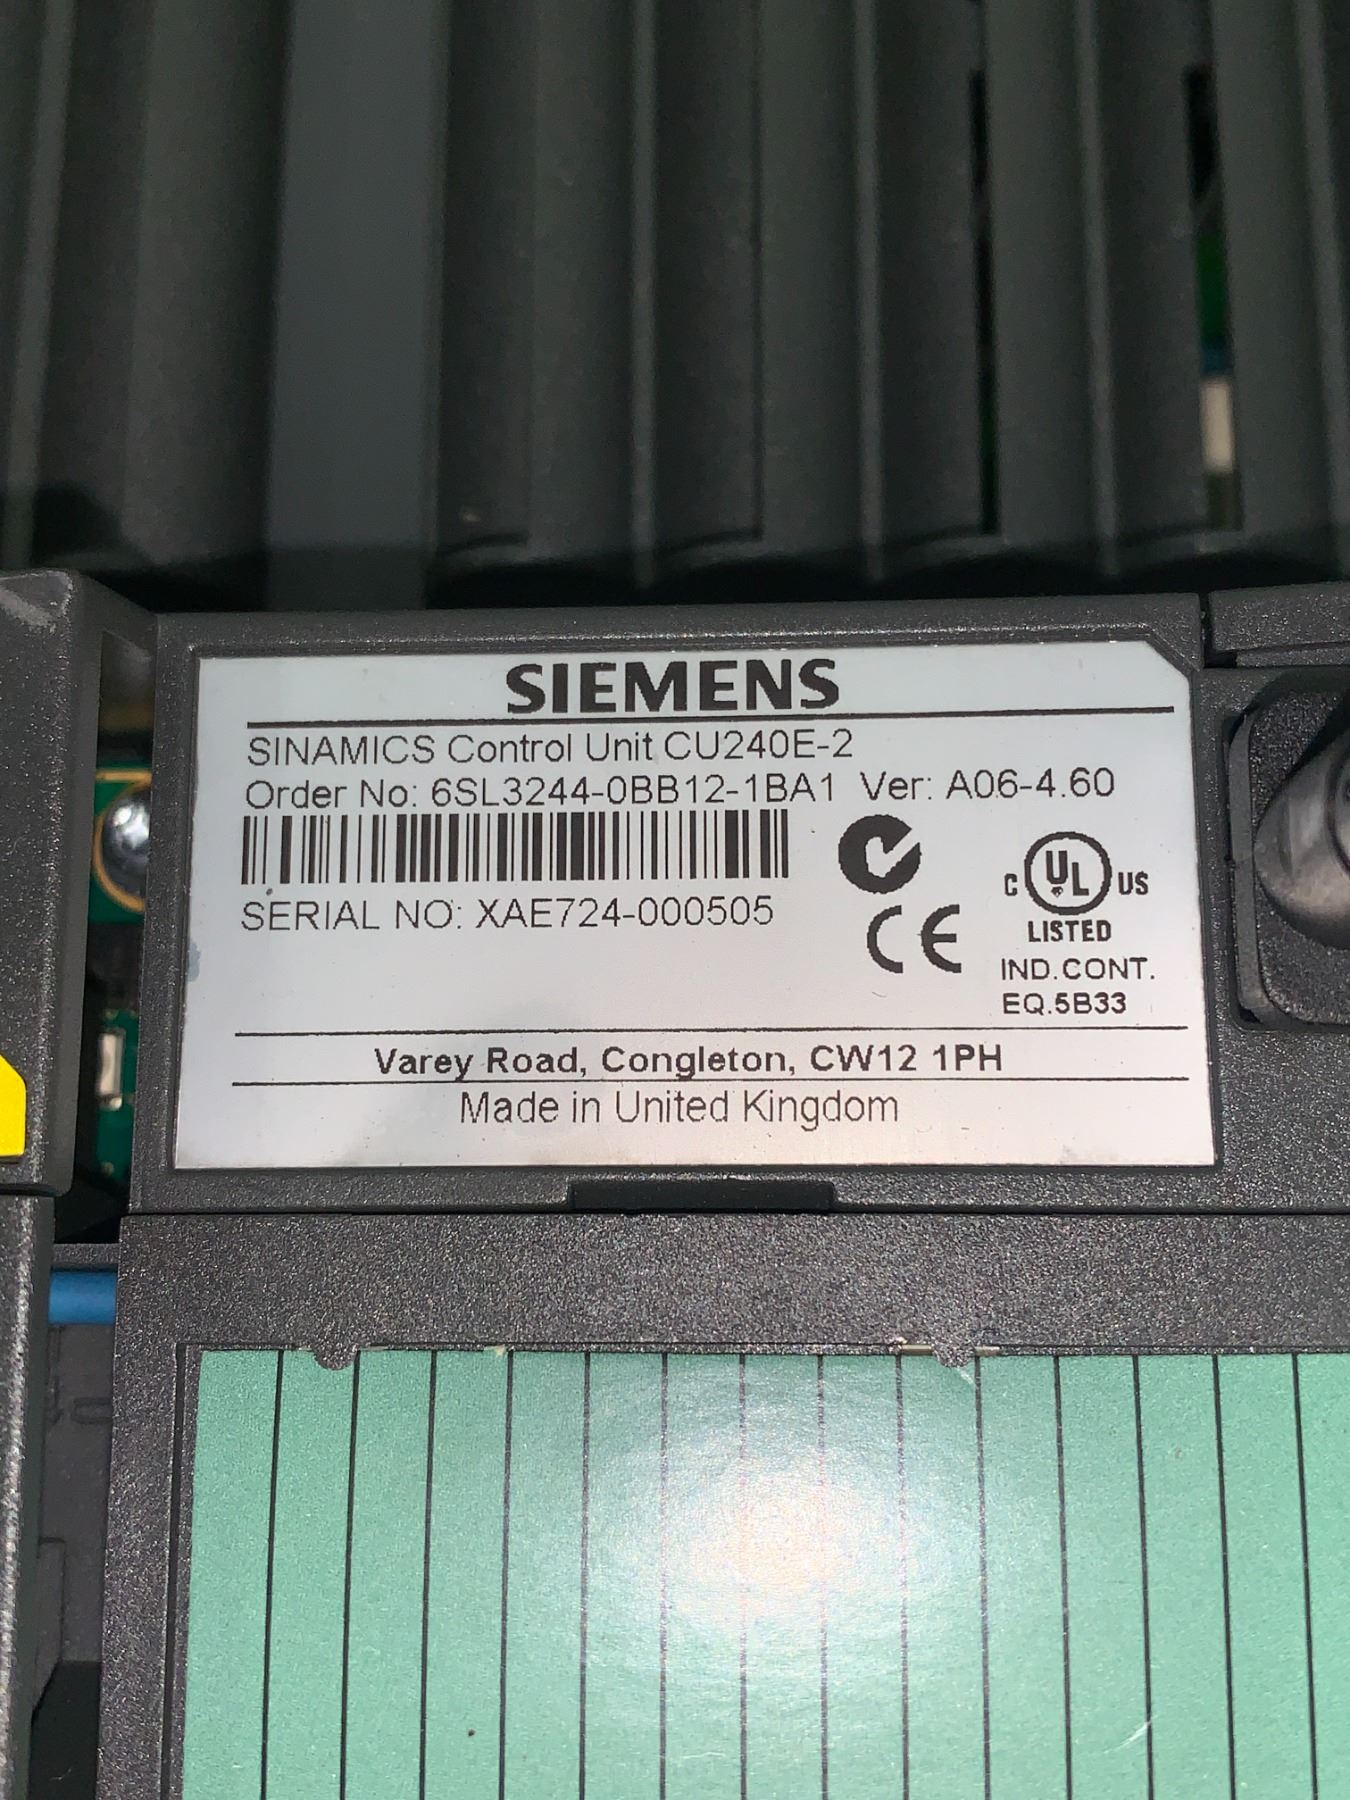 SIEMENS
SINAMICS Control Unit CU240E-2
Order No: 6SL3244-0BB12-1BA1 Ver: A06-4.60
SERIAL NO: XAE724-000505
CE
C UL US
LISTED
IND.CONT.
EQ.5B33
Varey Road, Congleton, CW12 1PH
Made in United Kingdom